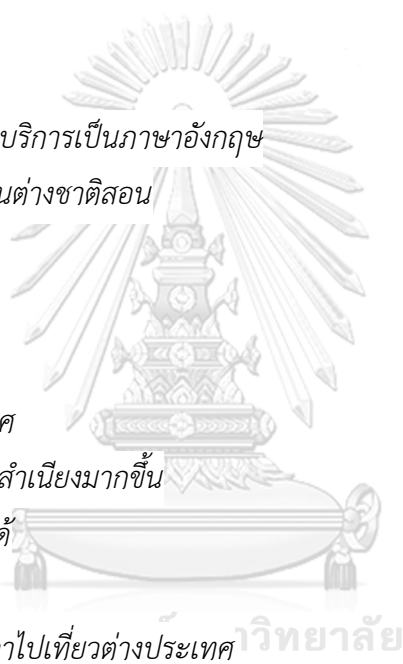 บริการเป็นภาษาอังกฤษ
นต่างชาติสอน
ศ
สำเนียงมากขึ้น
ด้
าไปเที่ยวต่างประเทศ
าวิทยาลัย